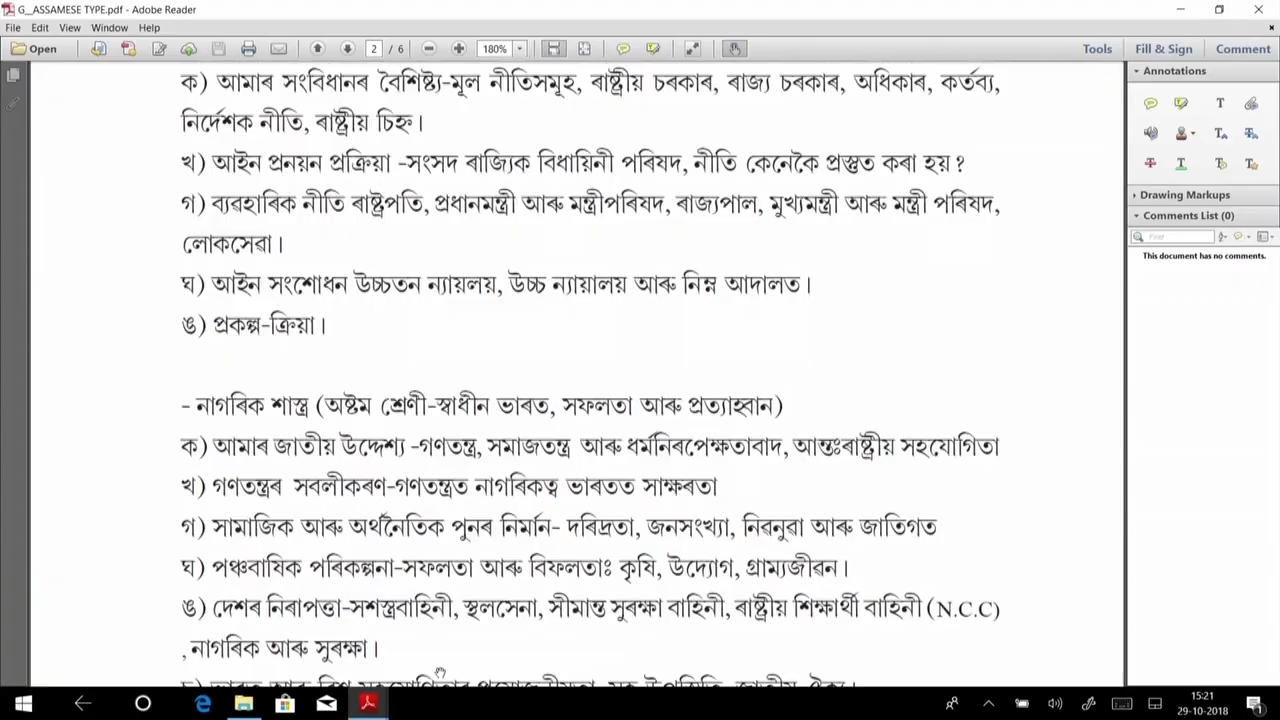 G__ASSAMESE TYPE.pdf - Adobe Reader
File Edit View Window Help
Open 2 / 6 180% Tools Fill & Sign Comment
Annotations
Drawing Markups
Comments List (0)
Find
This document has no comments.
ক) আমাৰ সংবিধানৰ বৈশিষ্ট্য-মূল নীতিসমূহ, ৰাষ্ট্ৰীয় চৰকাৰ, ৰাজ্য চৰকাৰ, অধিকাৰ, কৰ্তব্য,
নিৰ্দেশক নীতি, ৰাষ্ট্ৰীয় চিহ্ন।
খ) আইন প্ৰনয়ন প্ৰক্ৰিয়া -সংসদ ৰাজ্যিক বিধায়িনী পৰিষদ, নীতি কেনেকৈ প্ৰস্তুত কৰা হয়?
গ) ব্যৱহাৰিক নীতি ৰাষ্ট্ৰপতি, প্ৰধানমন্ত্ৰী আৰু মন্ত্ৰীপৰিষদ, ৰাজ্যপাল, মুখ্যমন্ত্ৰী আৰু মন্ত্ৰী পৰিষদ,
লোকসেৱা।
ঘ) আইন সংশোধন উচ্চতন ন্যায়লয়, উচ্চ ন্যায়ালয় আৰু নিম্ন আদালত।
ঙ) প্ৰকল্প-ক্ৰিয়া।
- নাগৰিক শাস্ত্ৰ (অষ্টম শ্ৰেণী-স্বাধীন ভাৰত, সফলতা আৰু প্ৰত্যাহ্বান)
ক) আমাৰ জাতীয় উদ্দেশ্য -গণতন্ত্ৰ, সমাজতন্ত্ৰ আৰু ধৰ্মনিৰপেক্ষতাবাদ, আন্তঃৰাষ্ট্ৰীয় সহযোগিতা
খ) গণতন্ত্ৰৰ সবলীকৰণ-গণতন্ত্ৰত নাগৰিকত্ব ভাৰতত সাক্ষৰতা
গ) সামাজিক আৰু অৰ্থনৈতিক পুনৰ নিৰ্মান- দৰিদ্ৰতা, জনসংখ্যা, নিৱনুৱা আৰু জাতিগত
ঘ) পঞ্চবাষিক পৰিকল্পনা-সফলতা আৰু বিফলতাঃ কৃষি, উদ্যোগ, গ্ৰাম্যজীৱন।
ঙ) দেশৰ নিৰাপত্তা-সশস্ত্ৰবাহিনী, স্থলসেনা, সীমান্ত সুৰক্ষা বাহিনী, ৰাষ্ট্ৰীয় শিক্ষাৰ্থী বাহিনী (N.C.C)
,নাগৰিক আৰু সুৰক্ষা।
15:21
29-10-2018